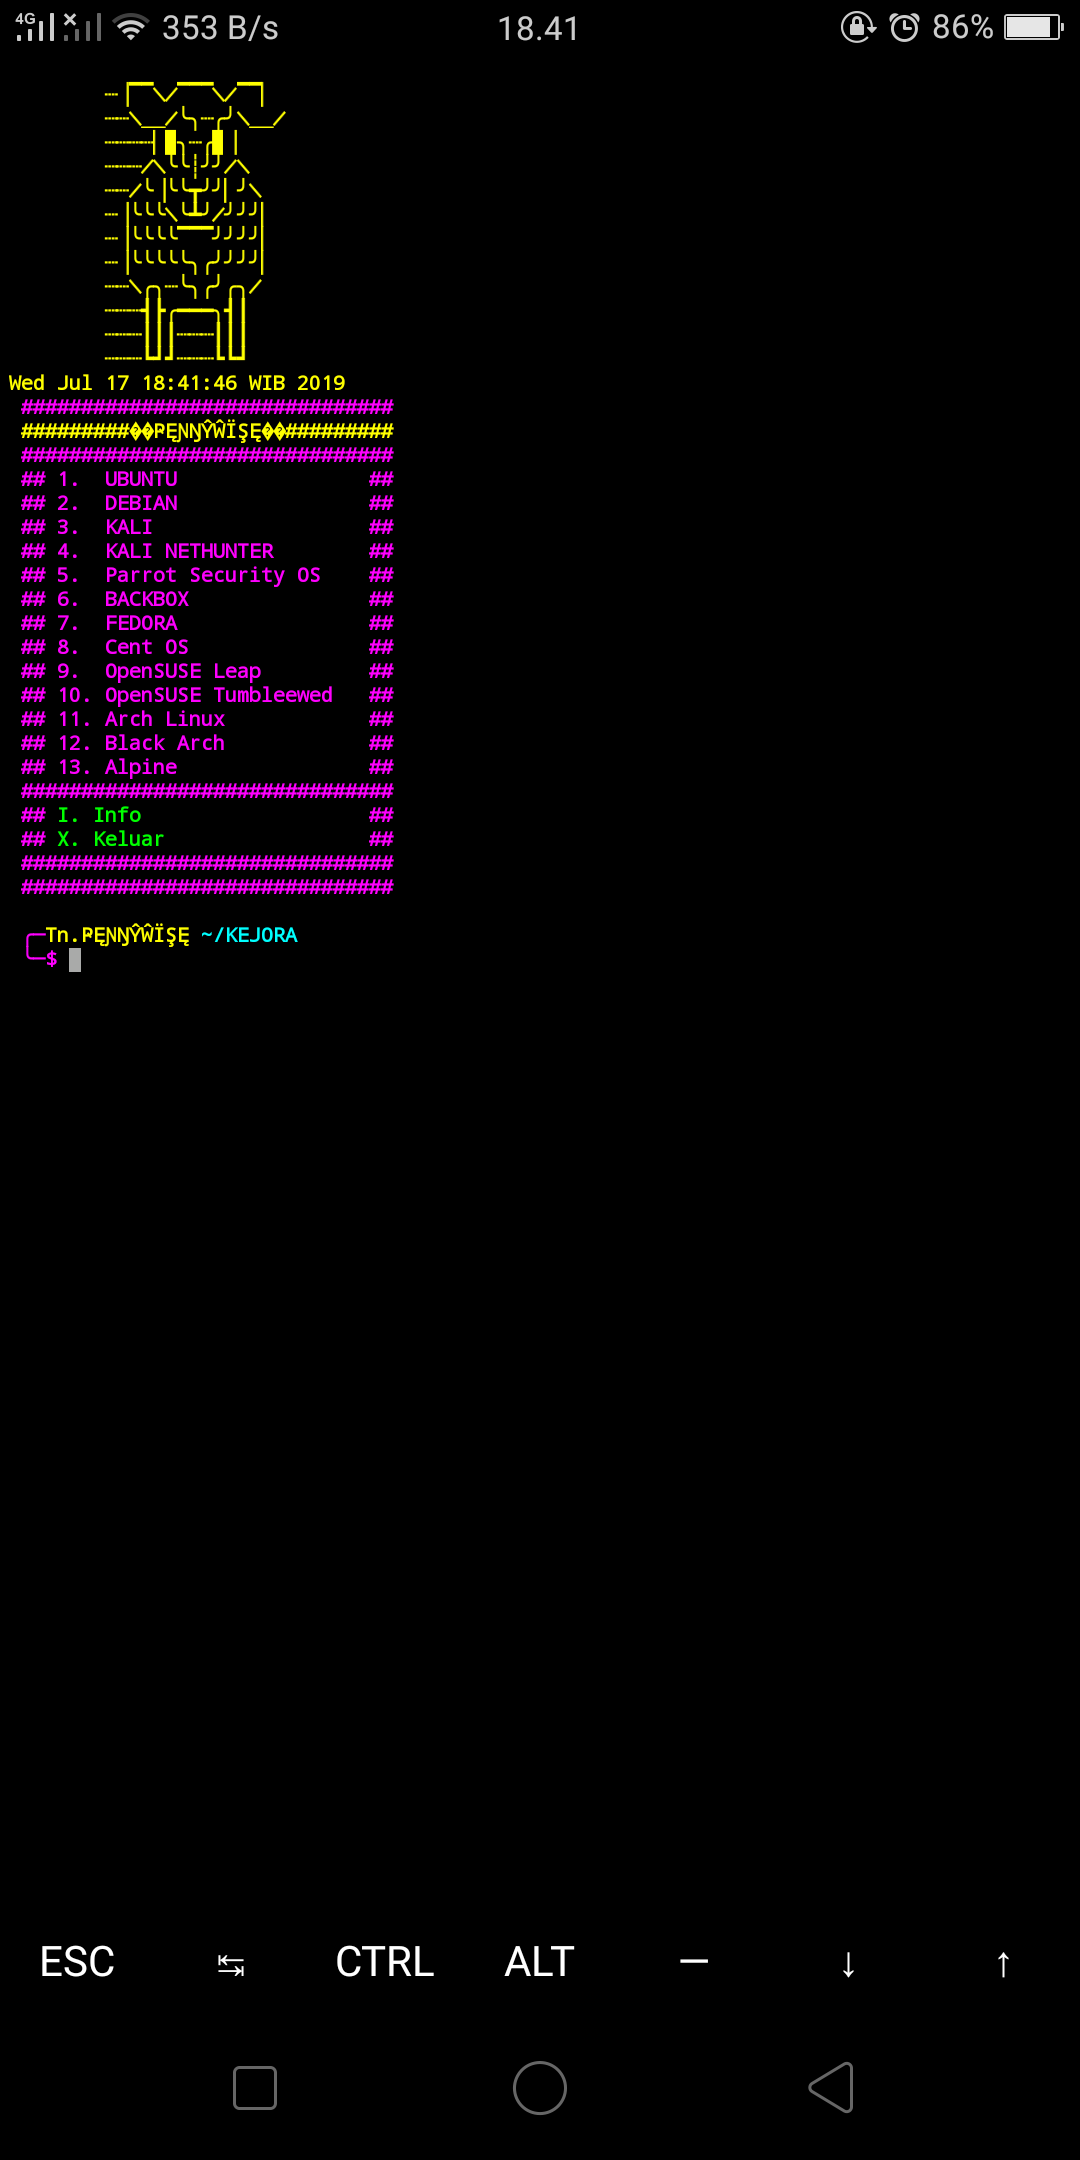 4G 353 B/s 18.41 86%
Wed Jul 17 18:41:46 WIB 2019
###############################
#########��ҎĘƝŊŶŴÏŞĘ��#########
###############################
## 1.  UBUNTU                ##
## 2.  DEBIAN                ##
## 3.  KALI                  ##
## 4.  KALI NETHUNTER        ##
## 5.  Parrot Security OS    ##
## 6.  BACKBOX               ##
## 7.  FEDORA                ##
## 8.  Cent OS               ##
## 9.  OpenSUSE Leap         ##
## 10. OpenSUSE Tumbleewed   ##
## 11. Arch Linux            ##
## 12. Black Arch            ##
## 13. Alpine                ##
###############################
## I. Info                   ##
## X. Keluar                 ##
###############################
###############################
╭─Tn.ҎĘƝŊŶŴÏŞĘ ~/KEJORA
╰─$
ESC ↹ CTRL ALT — ↓ ↑